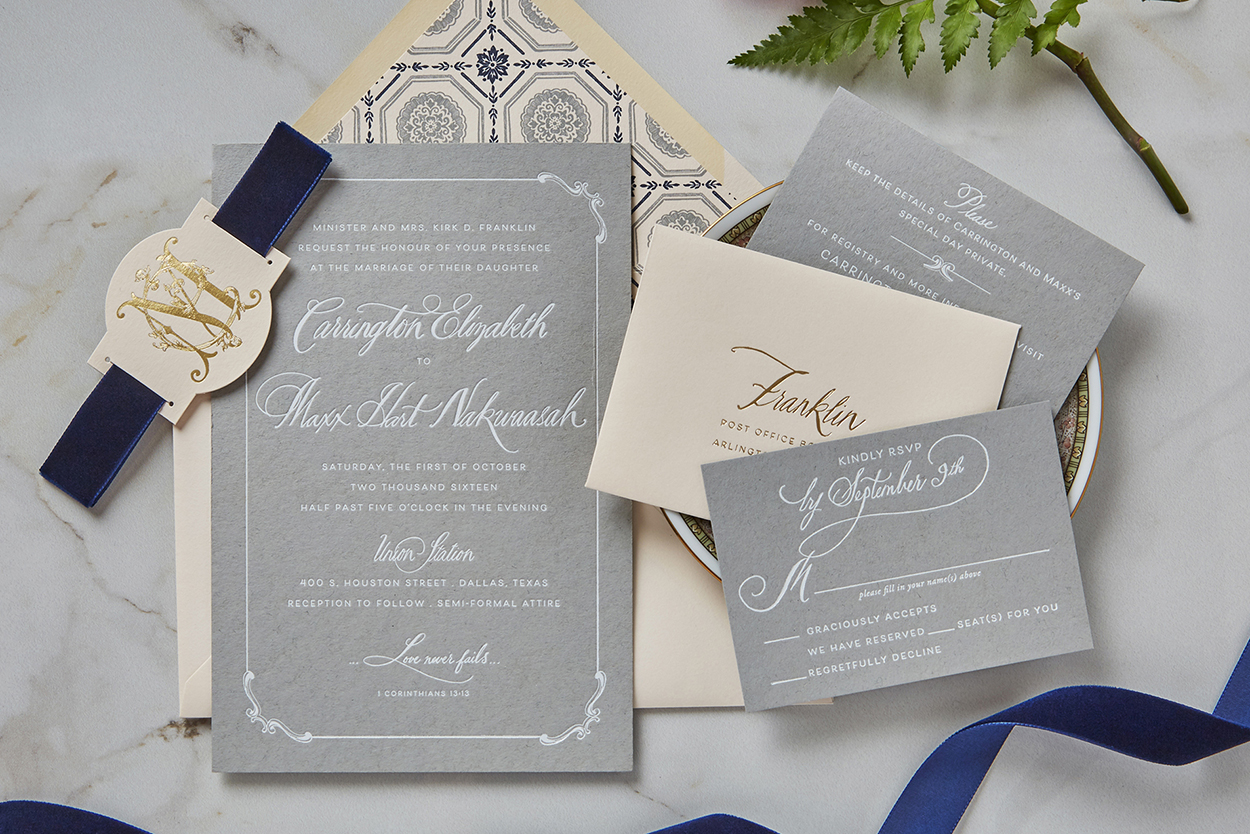 MINISTER AND MRS. KIRK D. FRANKLIN
REQUEST THE HONOUR OF YOUR PRESENCE
AT THE MARRIAGE OF THEIR DAUGHTER
Carrington Elizabeth
TO
Maxx Hart Nakwaasah
SATURDAY, THE FIRST OF OCTOBER
TWO THOUSAND SIXTEEN
HALF PAST FIVE O'CLOCK IN THE EVENING
Union Station
400 S. HOUSTON STREET . DALLAS, TEXAS
RECEPTION TO FOLLOW . SEMI-FORMAL ATTIRE
... Love never fails...
1 CORINTHIANS 13:13
Please
KEEP THE DETAILS OF CARRINGTON AND MAXX'S
SPECIAL DAY PRIVATE.
FOR REGISTRY AND MORE
VISIT
Franklin
POST OFFICE
KINDLY RSVP
by September 9th
M
please fill in your name(s) above
GRACIOUSLY ACCEPTS
WE HAVE RESERVED ____ SEAT(S) FOR YOU
REGRETFULLY DECLINE